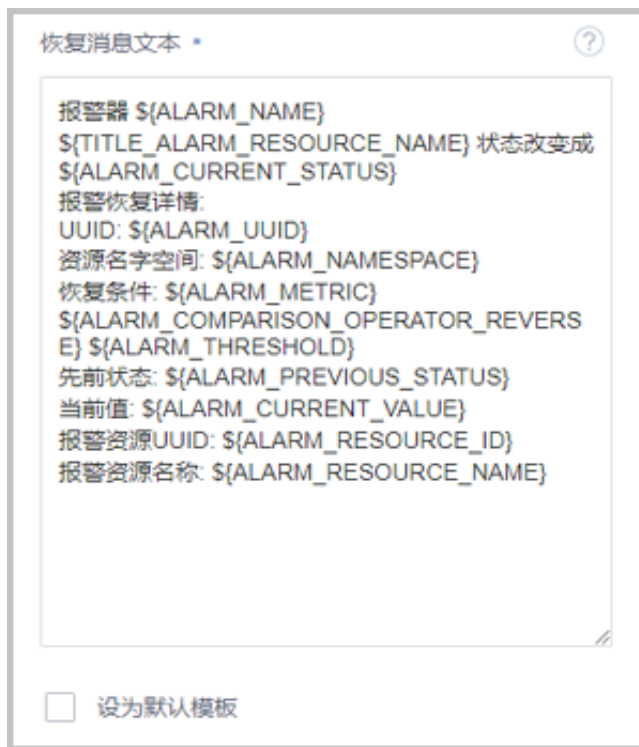 恢复消息文本 *
报警器 ${ALARM_NAME}
${TITLE_ALARM_RESOURCE_NAME} 状态改变成
${ALARM_CURRENT_STATUS}
报警恢复详情:
UUID: ${ALARM_UUID}
资源名字空间: ${ALARM_NAMESPACE}
恢复条件: ${ALARM_METRIC}
${ALARM_COMPARISON_OPERATOR_REVERS
E} ${ALARM_THRESHOLD}
先前状态: ${ALARM_PREVIOUS_STATUS}
当前值: ${ALARM_CURRENT_VALUE}
报警资源UUID: ${ALARM_RESOURCE_ID}
报警资源名称: ${ALARM_RESOURCE_NAME}
设为默认模板